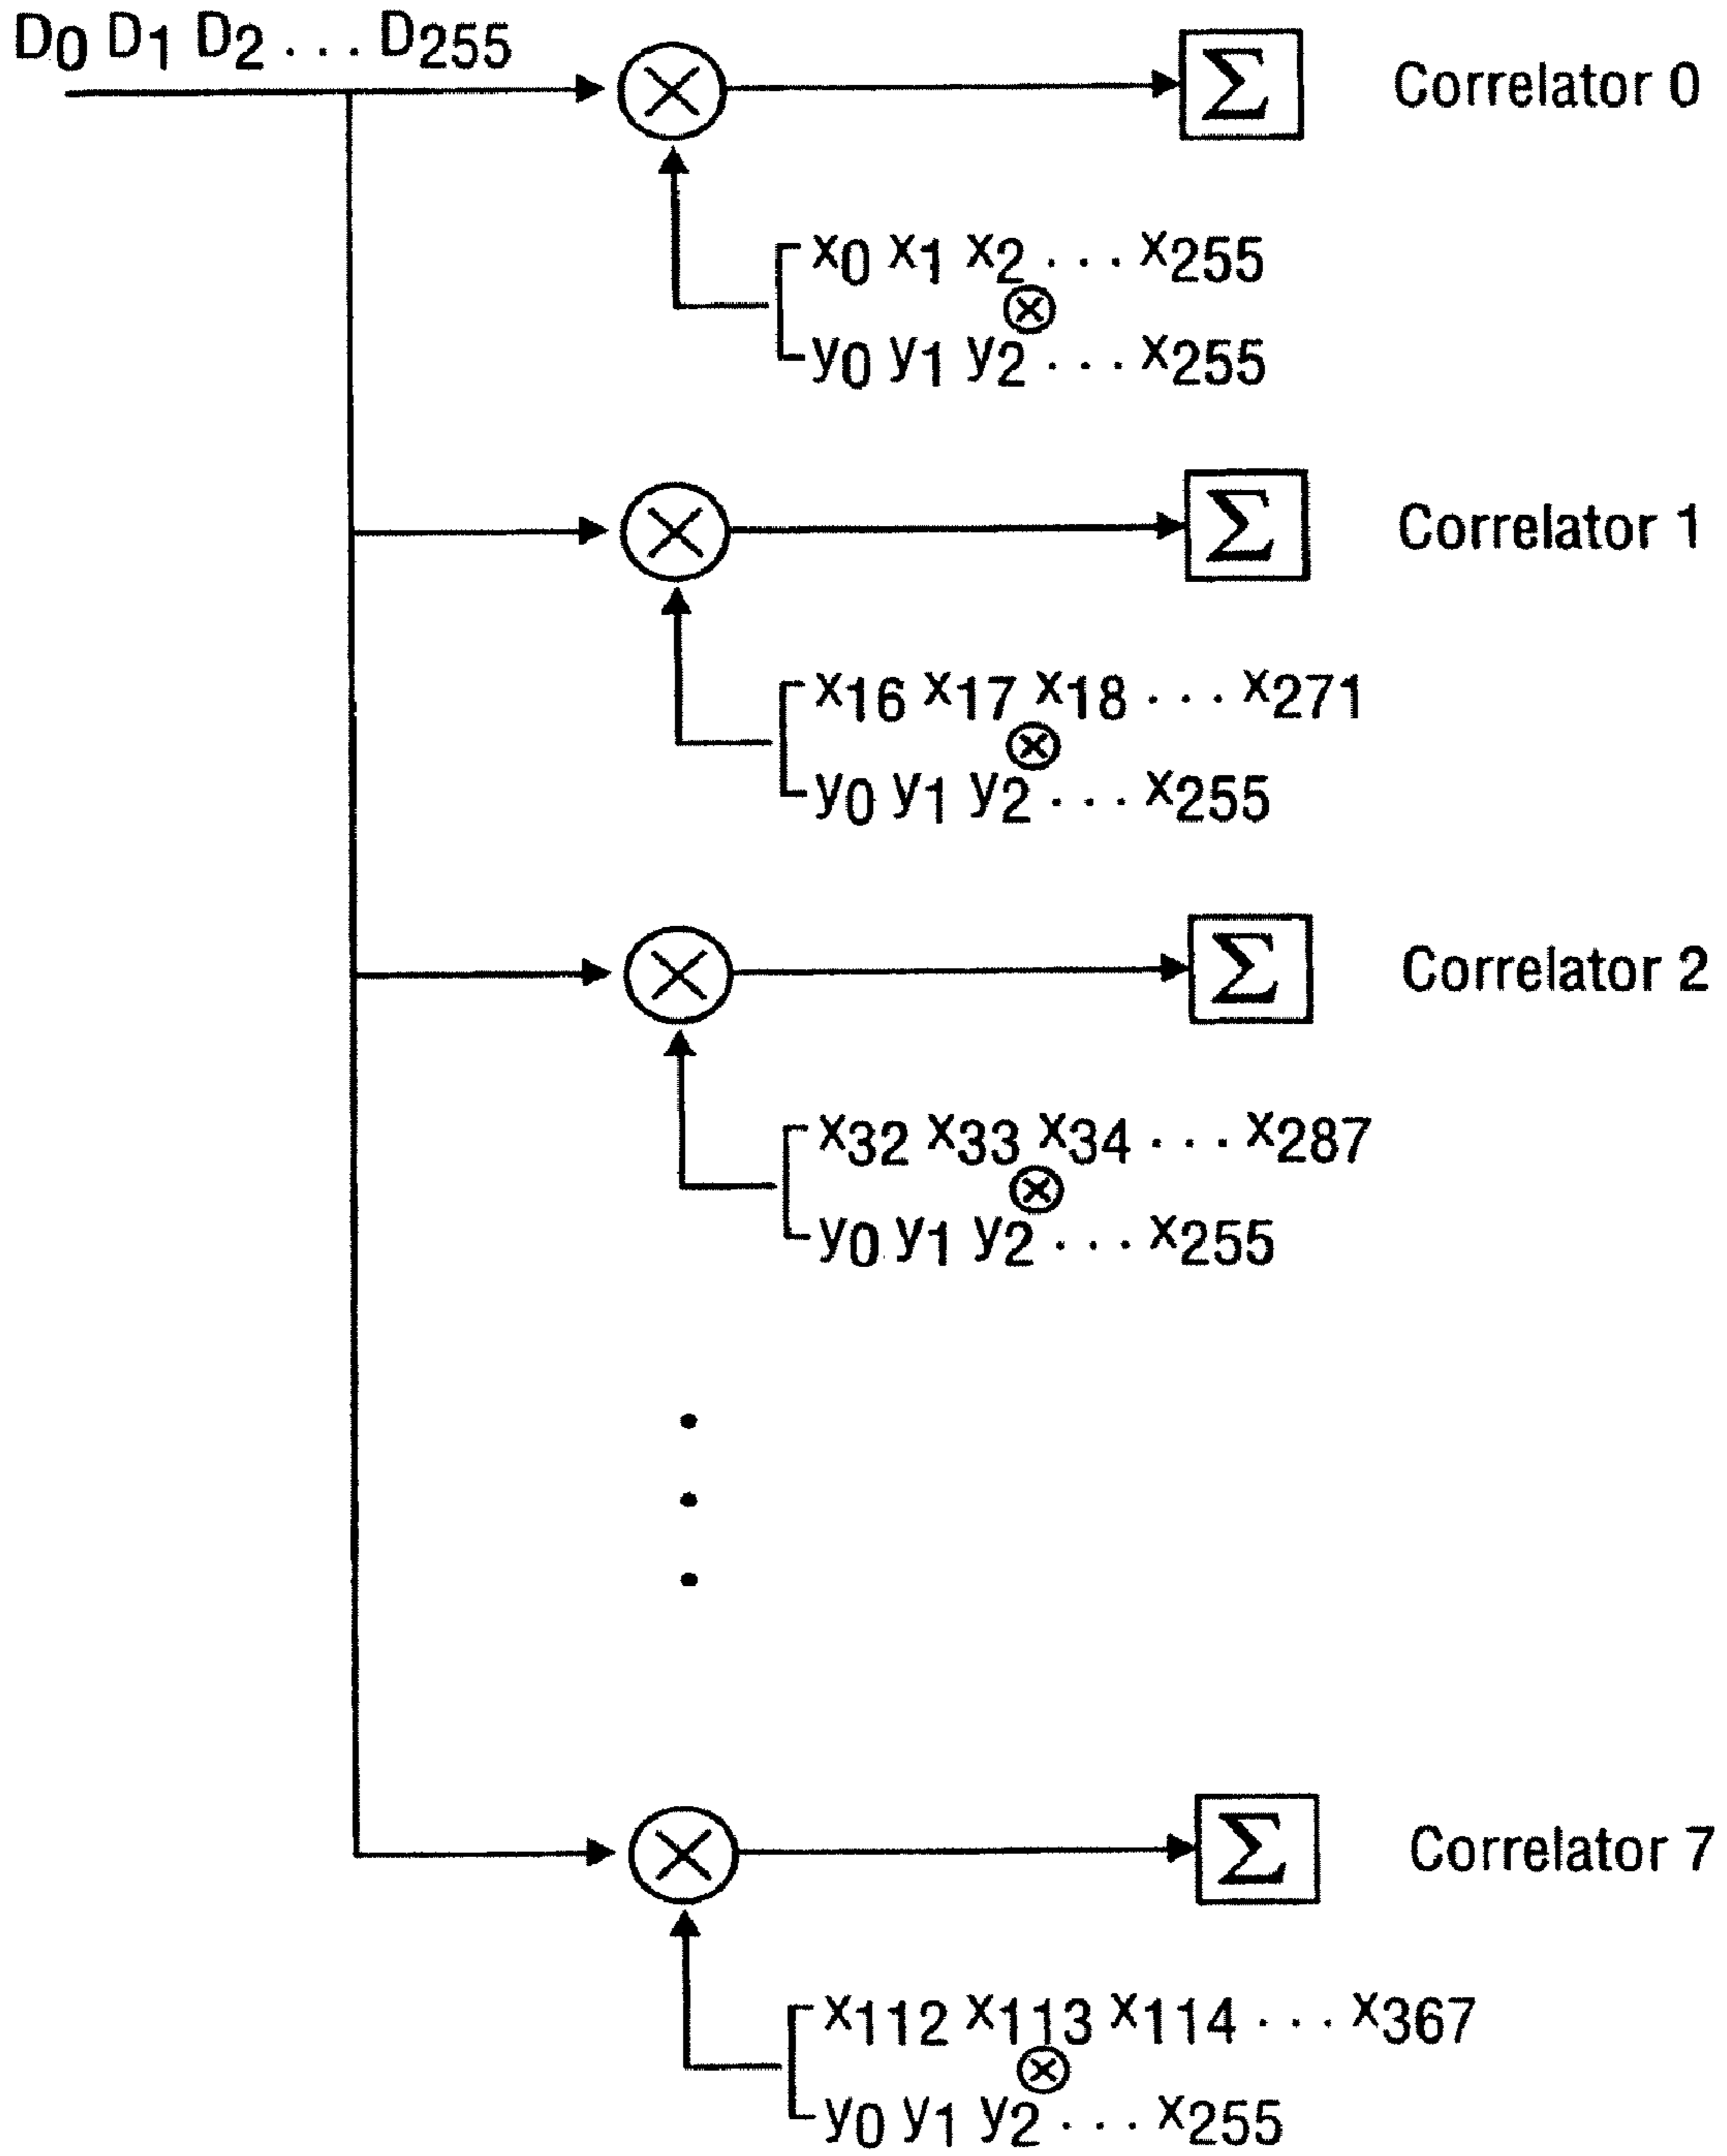 D0 D1 D2 ... D255
Σ Correlator 0
x0 x1 x2 ... x255
⊗
y0 y1 y2 ... x255
Σ Correlator 1
x16 x17 x18 ... x271
⊗
y0 y1 y2 ... x255
Σ Correlator 2
x32 x33 x34 ... x287
⊗
y0 y1 y2 ... x255
Σ Correlator 7
x112 x113 x114 ... x367
⊗
y0 y1 y2 ... x255